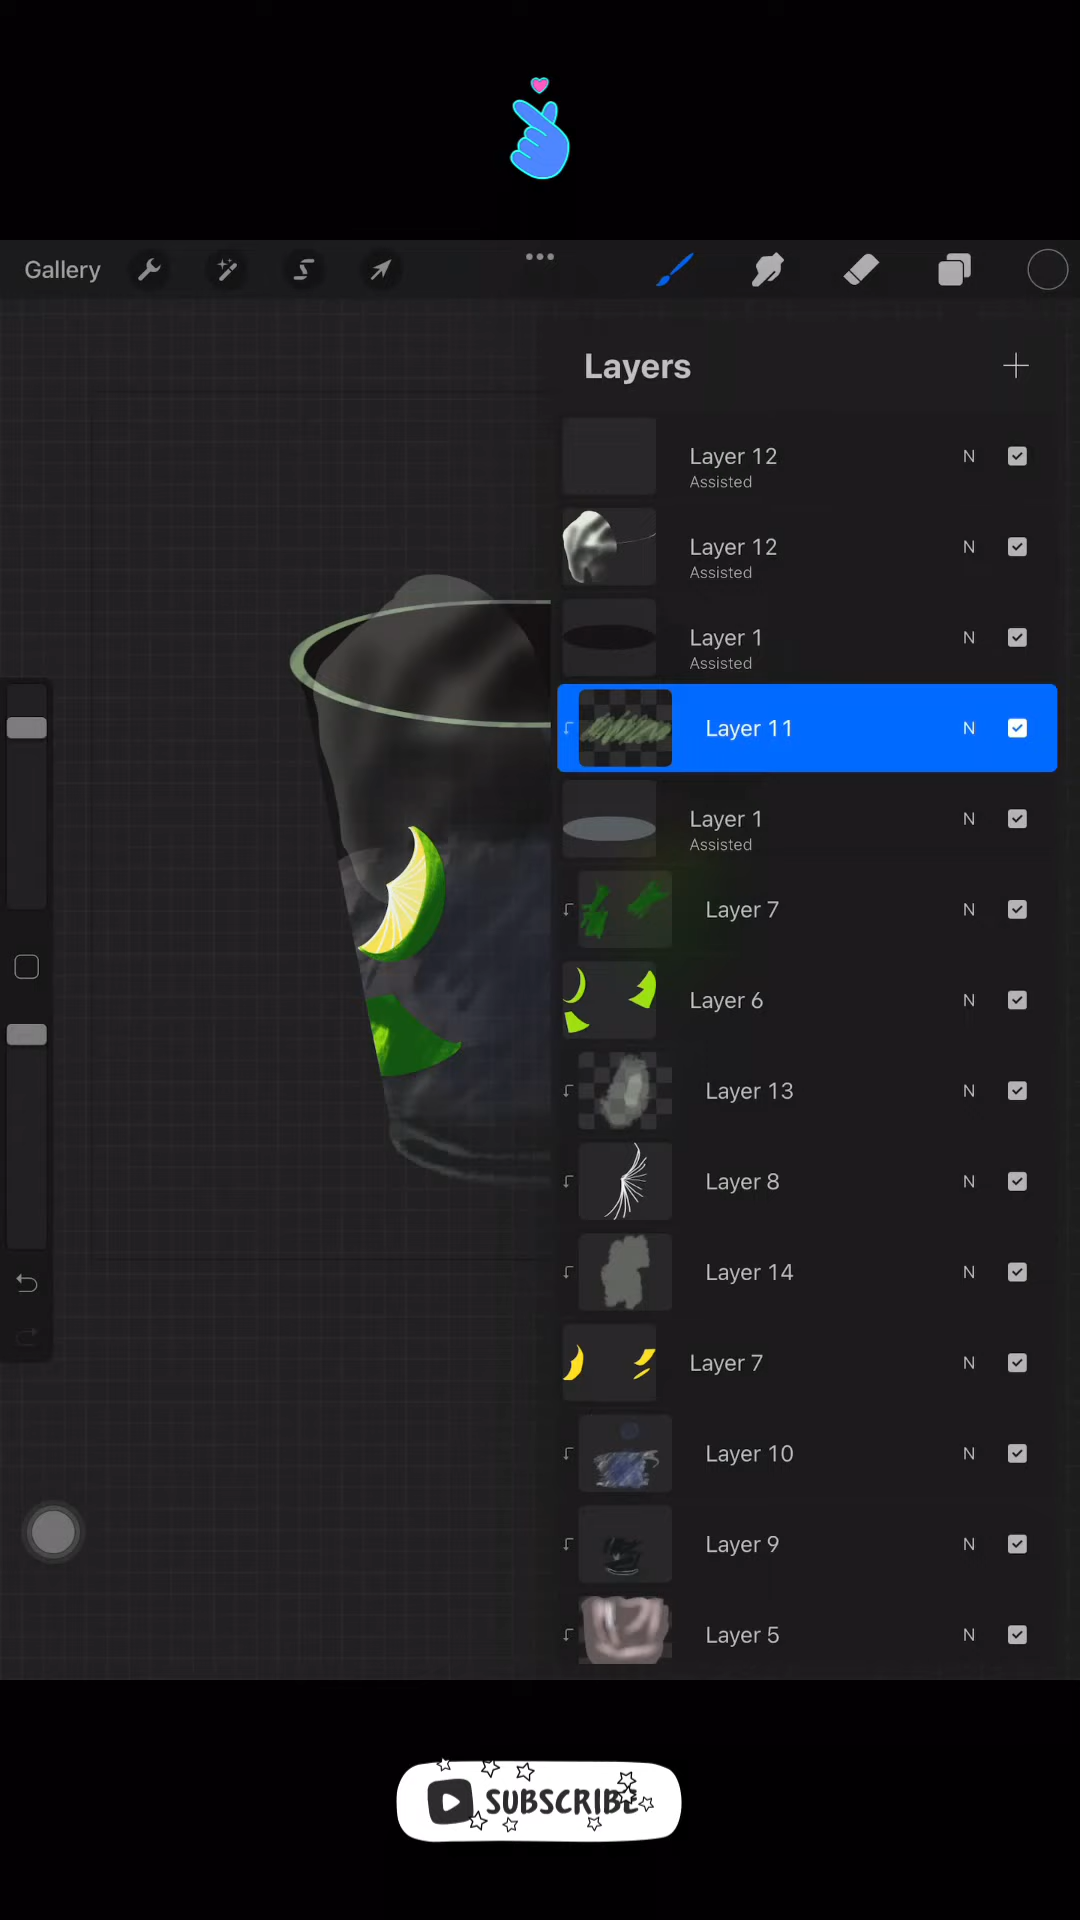 Gallery
Layers
Layer 12
N
Assisted
Layer 12
N
Assisted
Layer 1
N
Assisted
Layer 11
N
Layer 1
N
Assisted
Layer 7
N
Layer 6
N
Layer 13
N
Layer 8
N
Layer 14
N
Layer 7
N
Layer 10
N
Layer 9
N
Layer 5
N
SUBSCRIBE